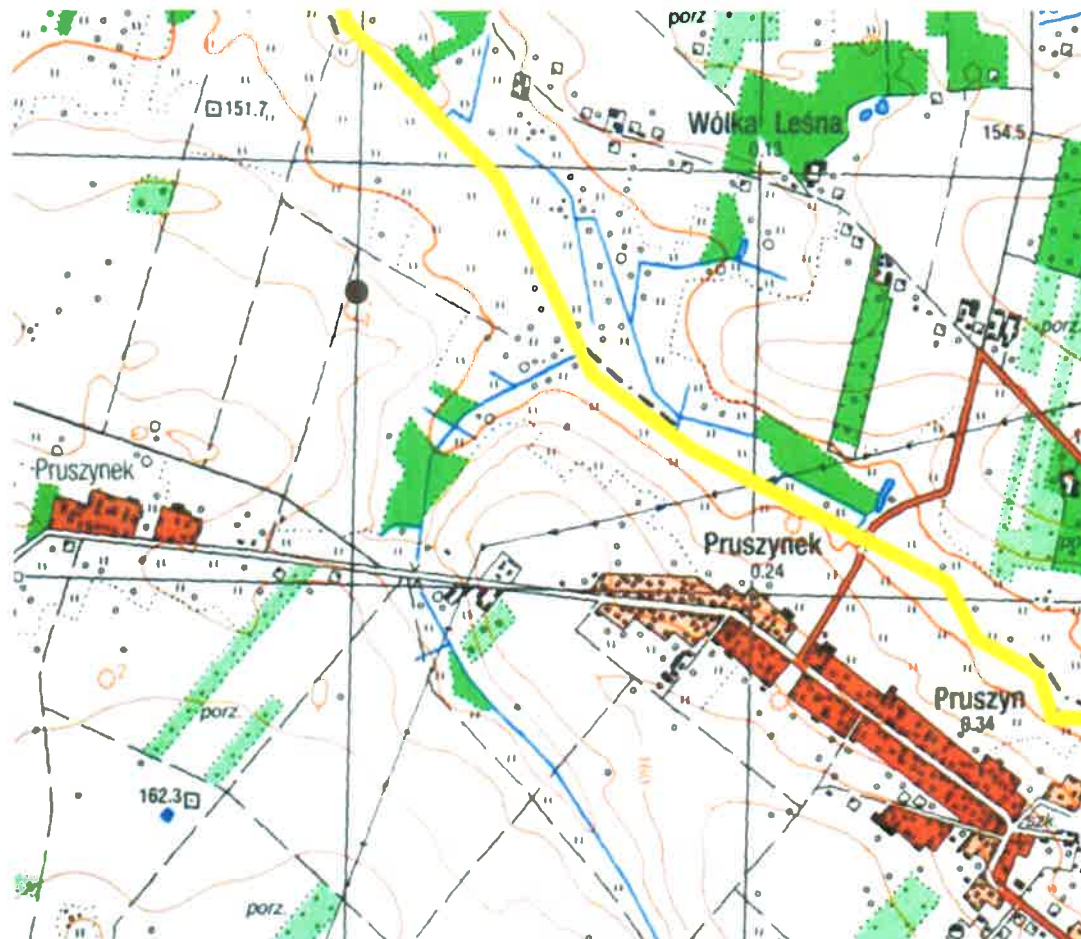 porz
151.7
Wólka Leśna
0.13
154.5
porz.
Pruszynek
Pruszynek
0.24
Pruszyn
0.34
porz.
162.3
szk.
porz.